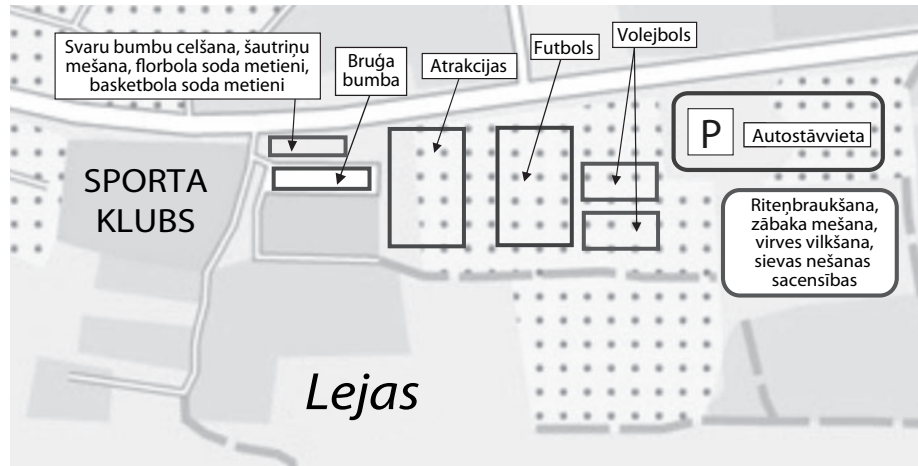 Svaru bumbu celšana, šautriņu
mešana, florbola soda metieni,
basketbola soda metieni
Bruģa
bumba
Atrakcijas
Futbols
Volejbols
P
Autostāvvieta
SPORTA
KLUBS
Riteņbraukšana,
zābaka mešana,
virves vilkšana,
sievas nešanas
sacensības
Lejas